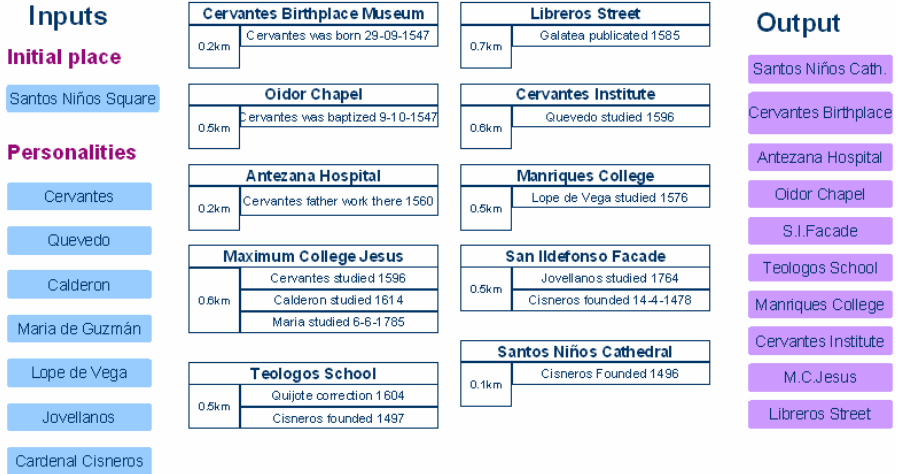 Inputs
Initial place
Santos Niños Square
Personalities
Cervantes
Quevedo
Calderon
Maria de Guzmán
Lope de Vega
Jovellanos
Cardenal Cisneros
Cervantes Birthplace Museum
0.2km
Cervantes was born 29-09-1547
Oidor Chapel
0.5km
Cervantes was baptized 9-10-1547
Antezana Hospital
0.2km
Cervantes father work there 1560
Maximum College Jesus
0.6km
Cervantes studied 1596
Calderon studied 1614
Maria studied 6-6-1785
Teologos School
0.5km
Quijote correction 1604
Cisneros founded 1497
Libreros Street
0.7km
Galatea publicated 1585
Cervantes Institute
0.6km
Quevedo studied 1596
Manriques College
0.5km
Lope de Vega studied 1576
San Ildefonso Facade
0.5km
Jovellanos studied 1764
Cisneros founded 14-4-1478
Santos Niños Cathedral
0.1km
Cisneros Founded 1496
Output
Santos Niños Cath.
Cervantes Birthplace
Antezana Hospital
Oidor Chapel
S.I.Facade
Teologos School
Manriques College
Cervantes Institute
M.C.Jesus
Libreros Street